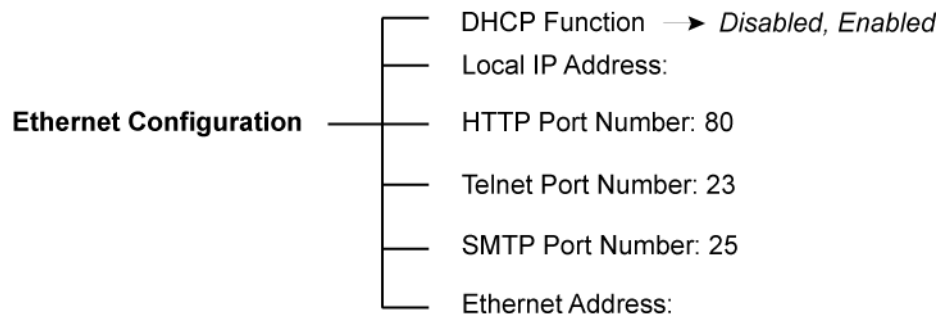 DHCP Function Disabled, Enabled
Local IP Address:
Ethernet Configuration
HTTP Port Number: 80
Telnet Port Number: 23
SMTP Port Number: 25
Ethernet Address: